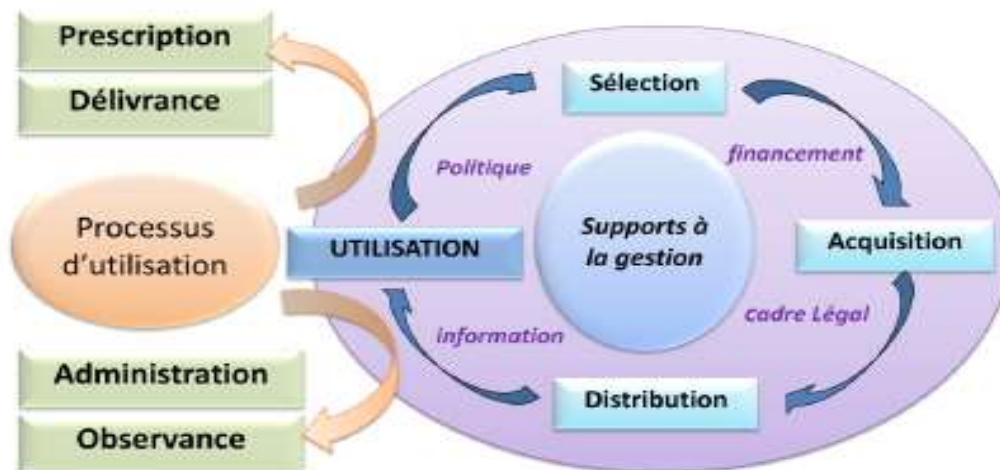 Prescription
Délivrance
Processus
d'utilisation
Administration
Observance
Sélection
Politique
financement
UTILISATION
Supports à
la gestion
Acquisition
information
cadre Légal
Distribution